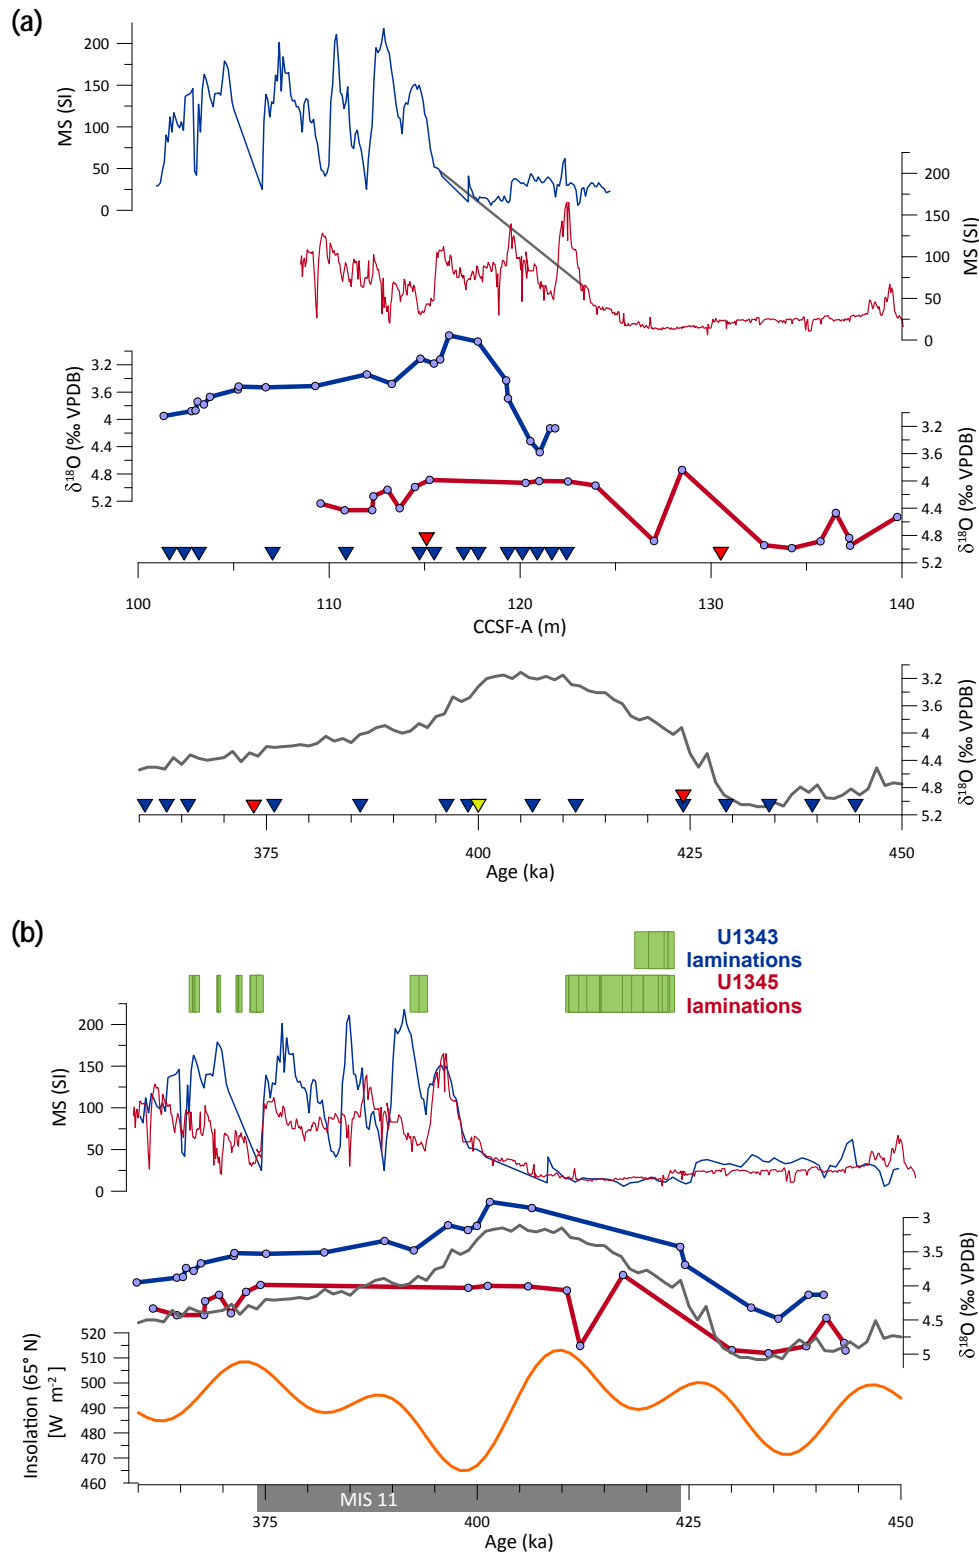 (a)
200
150
100
50
0
MS (SI)
200
150
100
50
0
MS (SI)
3.2
3.6
4
4.4
4.8
5.2
δ18O (‰ VPDB)
3.2
3.6
4
4.4
4.8
5.2
δ18O (‰ VPDB)
100 110 120 130 140
CCSF-A (m)
3.2
3.6
4
4.4
4.8
5.2
δ18O (‰ VPDB)
375 400 425 450
Age (ka)
(b)
U1343
laminations
U1345
laminations
200
150
100
50
0
MS (SI)
3
3.5
4
4.5
5
δ18O (‰ VPDB)
520
510
500
490
480
470
460
Insolation (65° N)
[W m-2]
MIS 11
375 400 425 450
Age (ka)